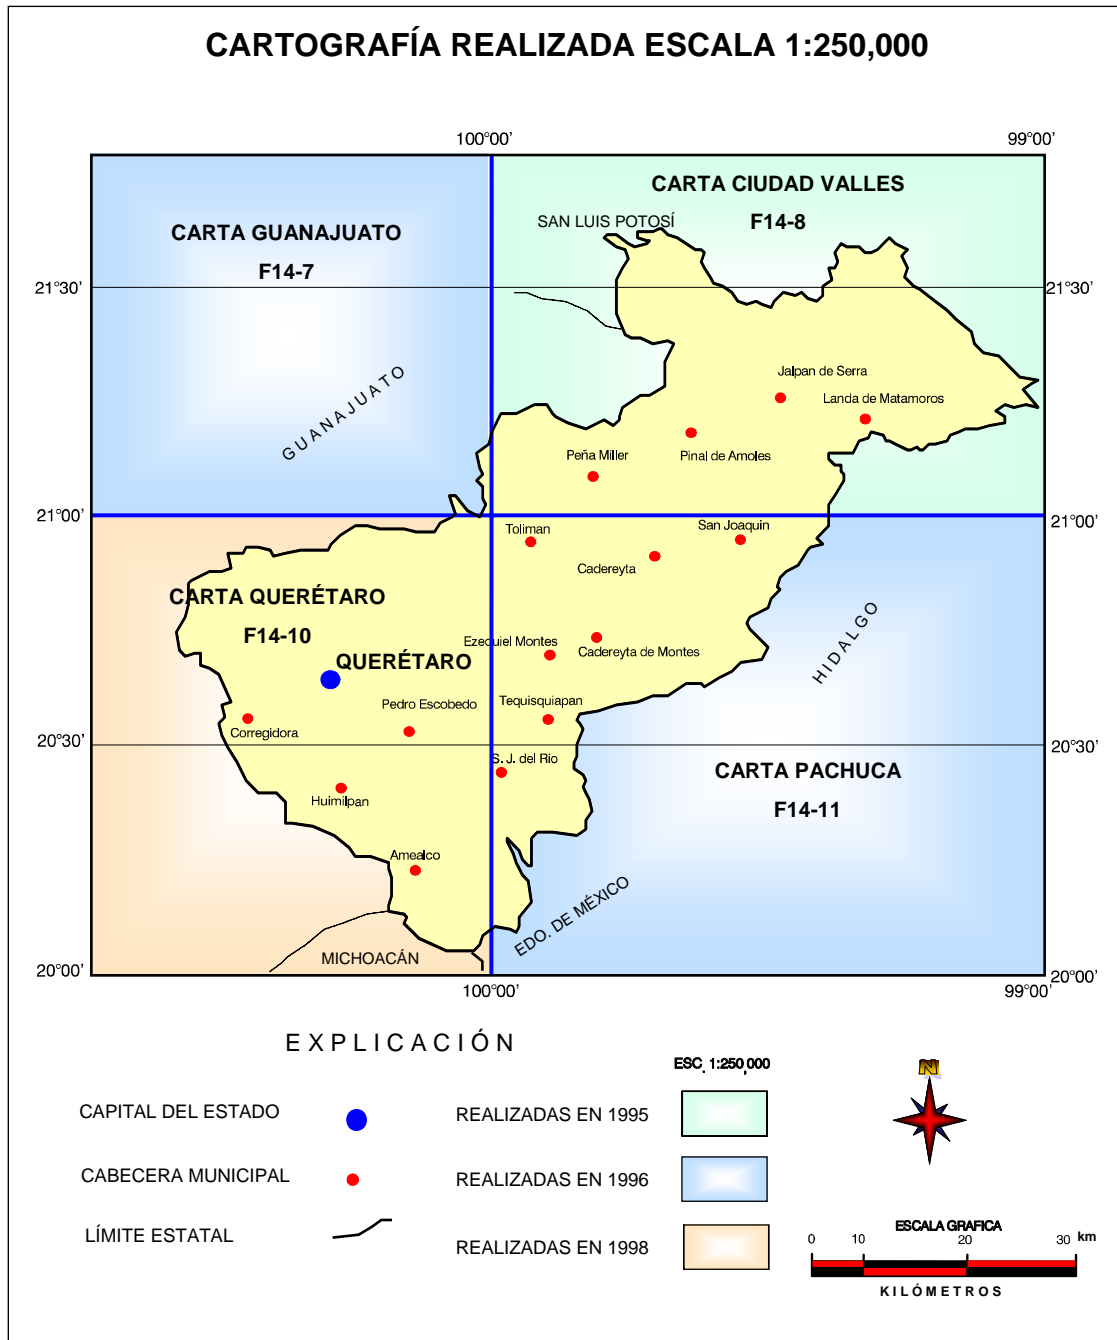 CARTOGRAFÍA REALIZADA ESCALA 1:250,000
100°00'
99°00'
CARTA CIUDAD VALLES
F14-8
SAN LUIS POTOSÍ
CARTA GUANAJUATO
F14-7
21°30'
21°30'
GUANAJUATO
Jalpan de Serra
Landa de Matamoros
Peña Miller
Pinal de Amoles
21°00'
21°00'
Toliman
San Joaquin
Cadereyta
CARTA QUERÉTARO
F14-10
HIDALGO
Ezequiel Montes
Cadereyta de Montes
QUERÉTARO
Pedro Escobedo
Tequisquiapan
Corregidora
20°30'
20°30'
S. J. del Rio
CARTA PACHUCA
F14-11
Huimilpan
Amealco
EDO. DE MÉXICO
MICHOACÁN
20°00'
20°00'
100°00'
99°00'
EXPLICACIÓN
ESC. 1:250,000
N
CAPITAL DEL ESTADO
REALIZADAS EN 1995
CABECERA MUNICIPAL
REALIZADAS EN 1996
LÍMITE ESTATAL
REALIZADAS EN 1998
ESCALA GRAFICA
0 10 20 30 km
KILÓMETROS